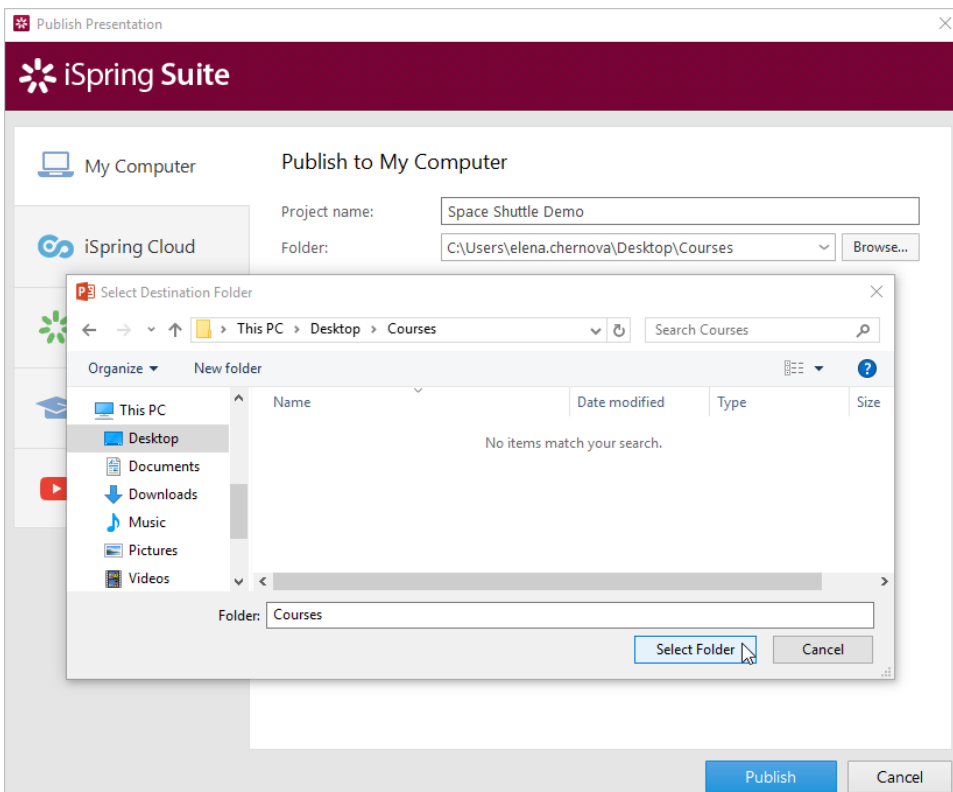 Publish Presentation
iSpring Suite
My Computer
iSpring Cloud
Publish to My Computer
Project name: Space Shuttle Demo
Folder: C:\Users\elena.chernova\Desktop\Courses Browse...
Select Destination Folder
This PC > Desktop > Courses Search Courses
Organize New folder
This PC
Desktop
Documents
Downloads
Music
Pictures
Videos
Name Date modified Type Size
No items match your search.
Folder: Courses
Select Folder Cancel
Publish Cancel